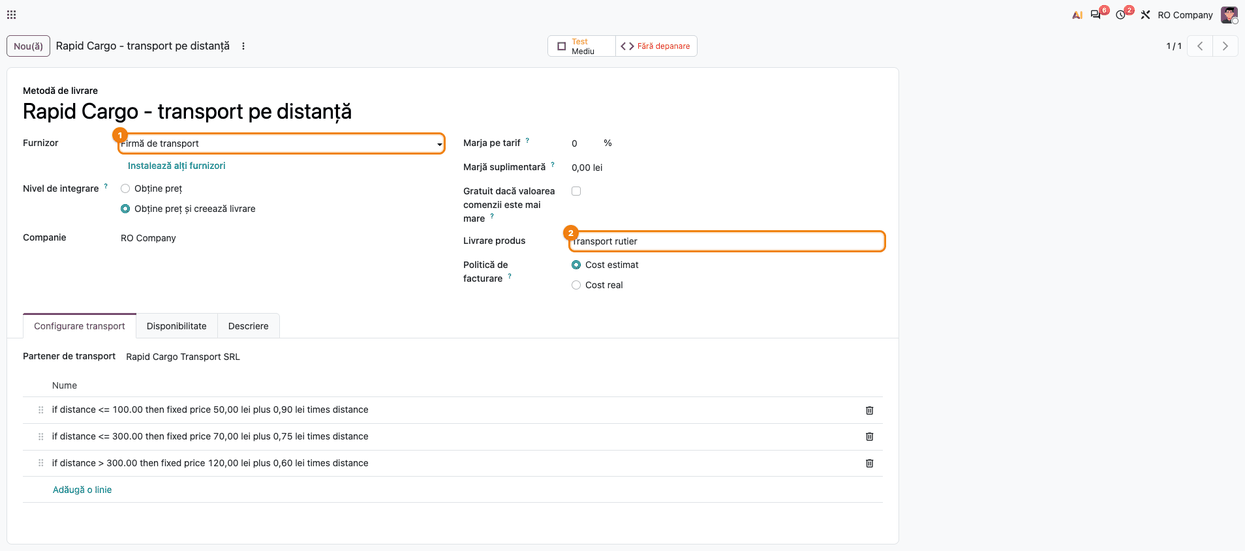 AI
6
2
RO Company
Nou(ă)
Rapid Cargo - transport pe distanță
Test
Mediu
Fără depanare
1 / 1
Metodă de livrare
Rapid Cargo - transport pe distanță
Furnizor
1
Firmă de transport
Instalează alți furnizori
Nivel de integrare ?
Obține preț
Obține preț și creează livrare
Companie
RO Company
Marja pe tarif ?
0 %
Marjă suplimentară ?
0,00 lei
Gratuit dacă valoarea
comenzii este mai
mare ?
Livrare produs
2
Transport rutier
Politică de
facturare ?
Cost estimat
Cost real
Configurare transport
Disponibilitate
Descriere
Partener de transport
Rapid Cargo Transport SRL
Nume
if distance <= 100.00 then fixed price 50,00 lei plus 0,90 lei times distance
if distance <= 300.00 then fixed price 70,00 lei plus 0,75 lei times distance
if distance > 300.00 then fixed price 120,00 lei plus 0,60 lei times distance
Adăugă o linie